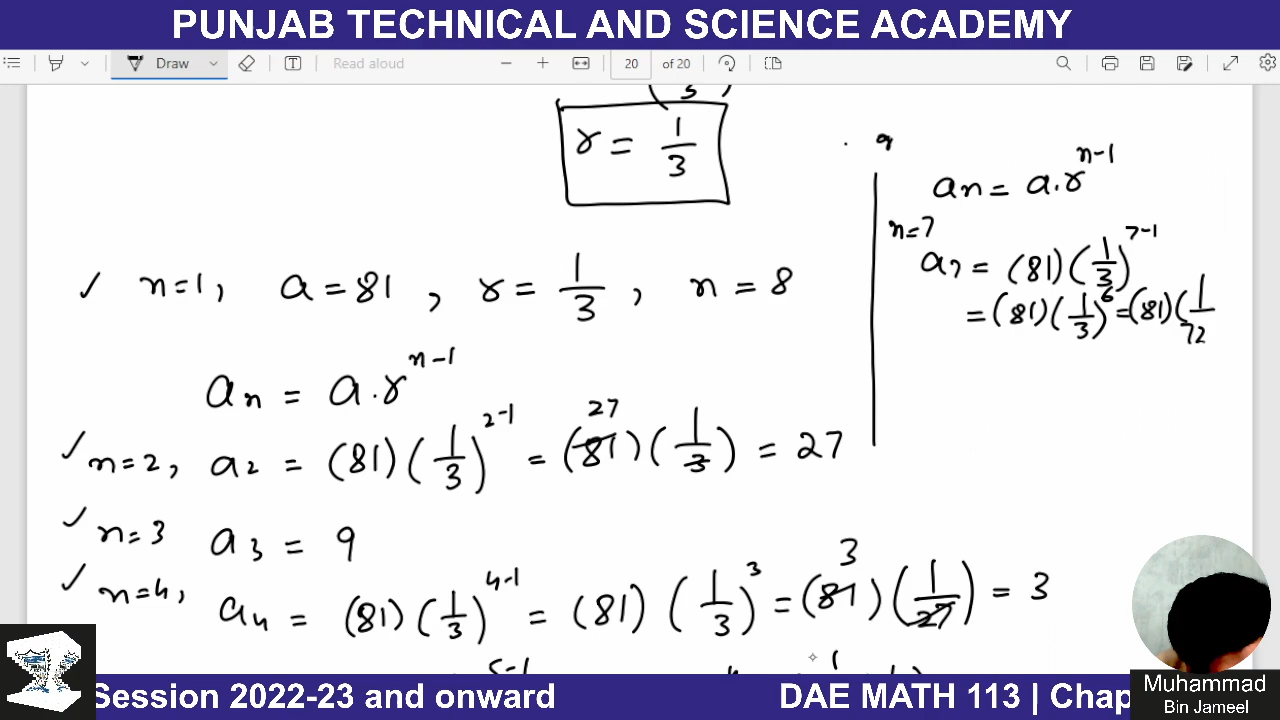 PUNJAB TECHNICAL AND SCIENCE ACADEMY
Draw Read aloud 20 of 20
r = 1/3
aₙ = a.r^(n-1)
n=7
a₇ = (81)(1/3)^(7-1)
= (81)(1/3)^6 = (81)(1/72
✓ n=1, a = 81, r = 1/3, n = 8
aₙ = a.r^(n-1)
✓ n=2, a₂ = (81)(1/3)^(2-1) = (81)(1/3) = 27
27
✓ n=3 a₃ = 9
✓ n=4, a₄ = (81)(1/3)^(4-1) = (81)(1/3)^3 = (81)(1/27) = 3
3
5-1
Session 2022-23 and onward
DAE MATH 113 | Chap
Muhammad
Bin Jameel